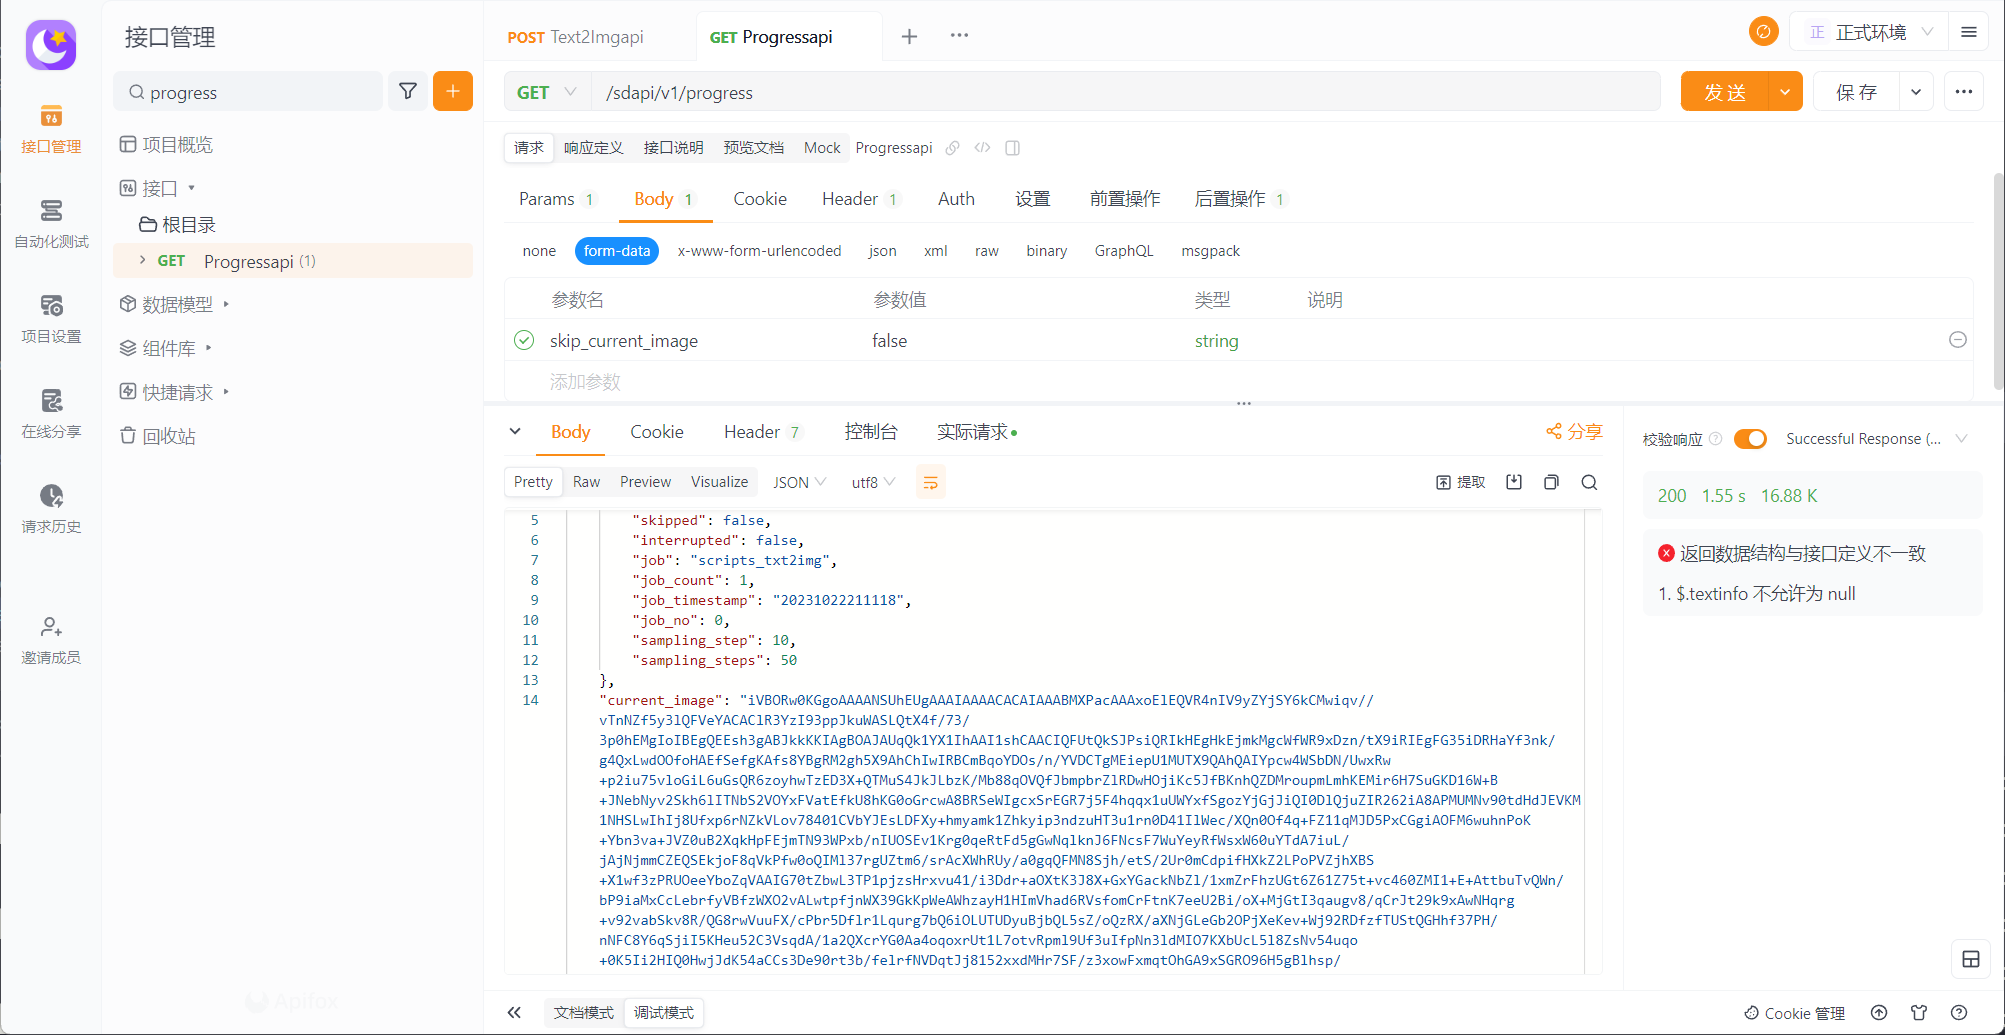 接口管理
POST Text2Imgapi
GET Progressapi
正 正式环境
progress
GET
/sdapi/v1/progress
发 送
保 存
接口管理
自动化测试
项目设置
在线分享
请求历史
邀请成员
项目概览
接口
根目录
GET Progressapi (1)
数据模型
组件库
快捷请求
回收站
请求 响应定义 接口说明 预览文档 Mock Progressapi
Params 1 Body 1 Cookie Header 1 Auth 设置 前置操作 后置操作 1
none form-data x-www-form-urlencoded json xml raw binary GraphQL msgpack
参数名 参数值 类型 说明
skip_current_image false string
添加参数
Body Cookie Header 7 控制台 实际请求
分享
Pretty Raw Preview Visualize JSON utf8
提取
5 "skipped": false,
6 "interrupted": false,
7 "job": "scripts_txt2img",
8 "job_count": 1,
9 "job_timestamp": "20231022211118",
10 "job_no": 0,
11 "sampling_step": 10,
12 "sampling_steps": 50
13 },
14 "current_image": "iVBORw0KGgoAAAANSUhEUgAAAIAAAACACAIAAABMXPacAAAxoElEQVR4nIV9yZYjSY6kCMwiqv//
vTnNZf5y3lQFVeYACAClR3YzI93ppJkuWASLQtX4f/73/
3p0hEMgIoIBEgQEEsh3gABJkkKKIAgBOAJAUqQk1YX1IhAAI1shCAACIQFUtQkSJPsiQRIkHEgHkEjmkMgcWfWR9xDzn/tX9iRIEgFG35iDRHaYf3nk/
g4QxLwdOOfoHAEfSefgKAfs8YBgRM2gh5X9AhChIwIRBCmBqoYDOs/n/YVDCTgMEiepU1MUTX9QAhQAIYpcw4WSbDN/UwxRw
+p2iu75vloGiL6uGsQR6zoyhwTzED3X+QTMuS4JkJLbzK/Mb88qOVQfJbmpbrZlRDwHOjiKc5JfBKnhQZDMroupmLmhKEMir6H7SuGKD16W+B
+JNebNyv2Skh6lITNbS2VOYxFVatEfkU8hKG0oGrcwA8BRSeWIgcxSrEGR7j5F4hqqx1uUWYxfSgozYjGjJiQI0DlQjuZIR262iA8APMUMNv90tdHdJEVKM
1NHSLwIhIj8Ufxp6rNZkVLov78401CVbYJEsLDFXy+hmyamk1Zhkyip3ndzuHT3u1rn0D41IlWec/XQn0Of4q+FZ11qMJD5PxCGgiAOFM6wuhnPoK
+Ybn3va+JVZ0uB2XqkHpFEjmTN93WPxb/nIUOSEv1Krg0qeRtFd5gGwNqlknJ6FNcsF7WuYeyRfWsxW60uYTdA7iuL/
jAjNjmmCZEQSEkjoF8qVkPfw0oQIMl37rgUZtm6/srAcXWhRUy/a0gqQFMN8Sjh/etS/2Ur0mCdpifHXkZ2LPoPVZjhXBS
+X1wf3zPRUOeeYboZqVAAIG70tZbwL3TP1pjzsHrxvu41/i3Ddr+aOXtK3J8X+GxYGackNbZl/1xmZrFhzUGt6Z61Z75t+vc460ZMI1+E+AttbuTvQWn/
bP9iaMxCcLebrfyVBfzWXO2vALwtpfjnWX39GkKpWeAWhzayH1HImVhad6RVsfomCrFtnK7eeU2Bi/oX+MjGtI3qaugv8/qCrJt29k9xAwNHqrg
+v92vabSkv8R/QG8rwVuuFX/cPbr5Dflr1Lqurg7bQ6iOLUTUDyuBjbQL5sZ/oQzRX/aXNjGLeGb2OPjXeKev+Wj92RDfzfTUStQGHhf37PH/
nNFC8Y6qSjiI5KHeu52C3VsqdA/1a2QXcrYG0Aa4oqoxrUt1L7otvRpml9Uf3uIfpNn3ldMIO7KXbUcL5l8ZsNv54uqo
+0K5Ii2HIQ0HwjJdK54aCCs3De90rt3b/felrfNVDqtJj8152xxdMHr7SF/z3xowFxmqtOhGA9xSGRO96H5gBlhsp/
校验响应 Successful Response (...
200 1.55 s 16.88 K
返回数据结构与接口定义不一致
1. $.textinfo 不允许为 null
Apifox
文档模式 调试模式
Cookie 管理